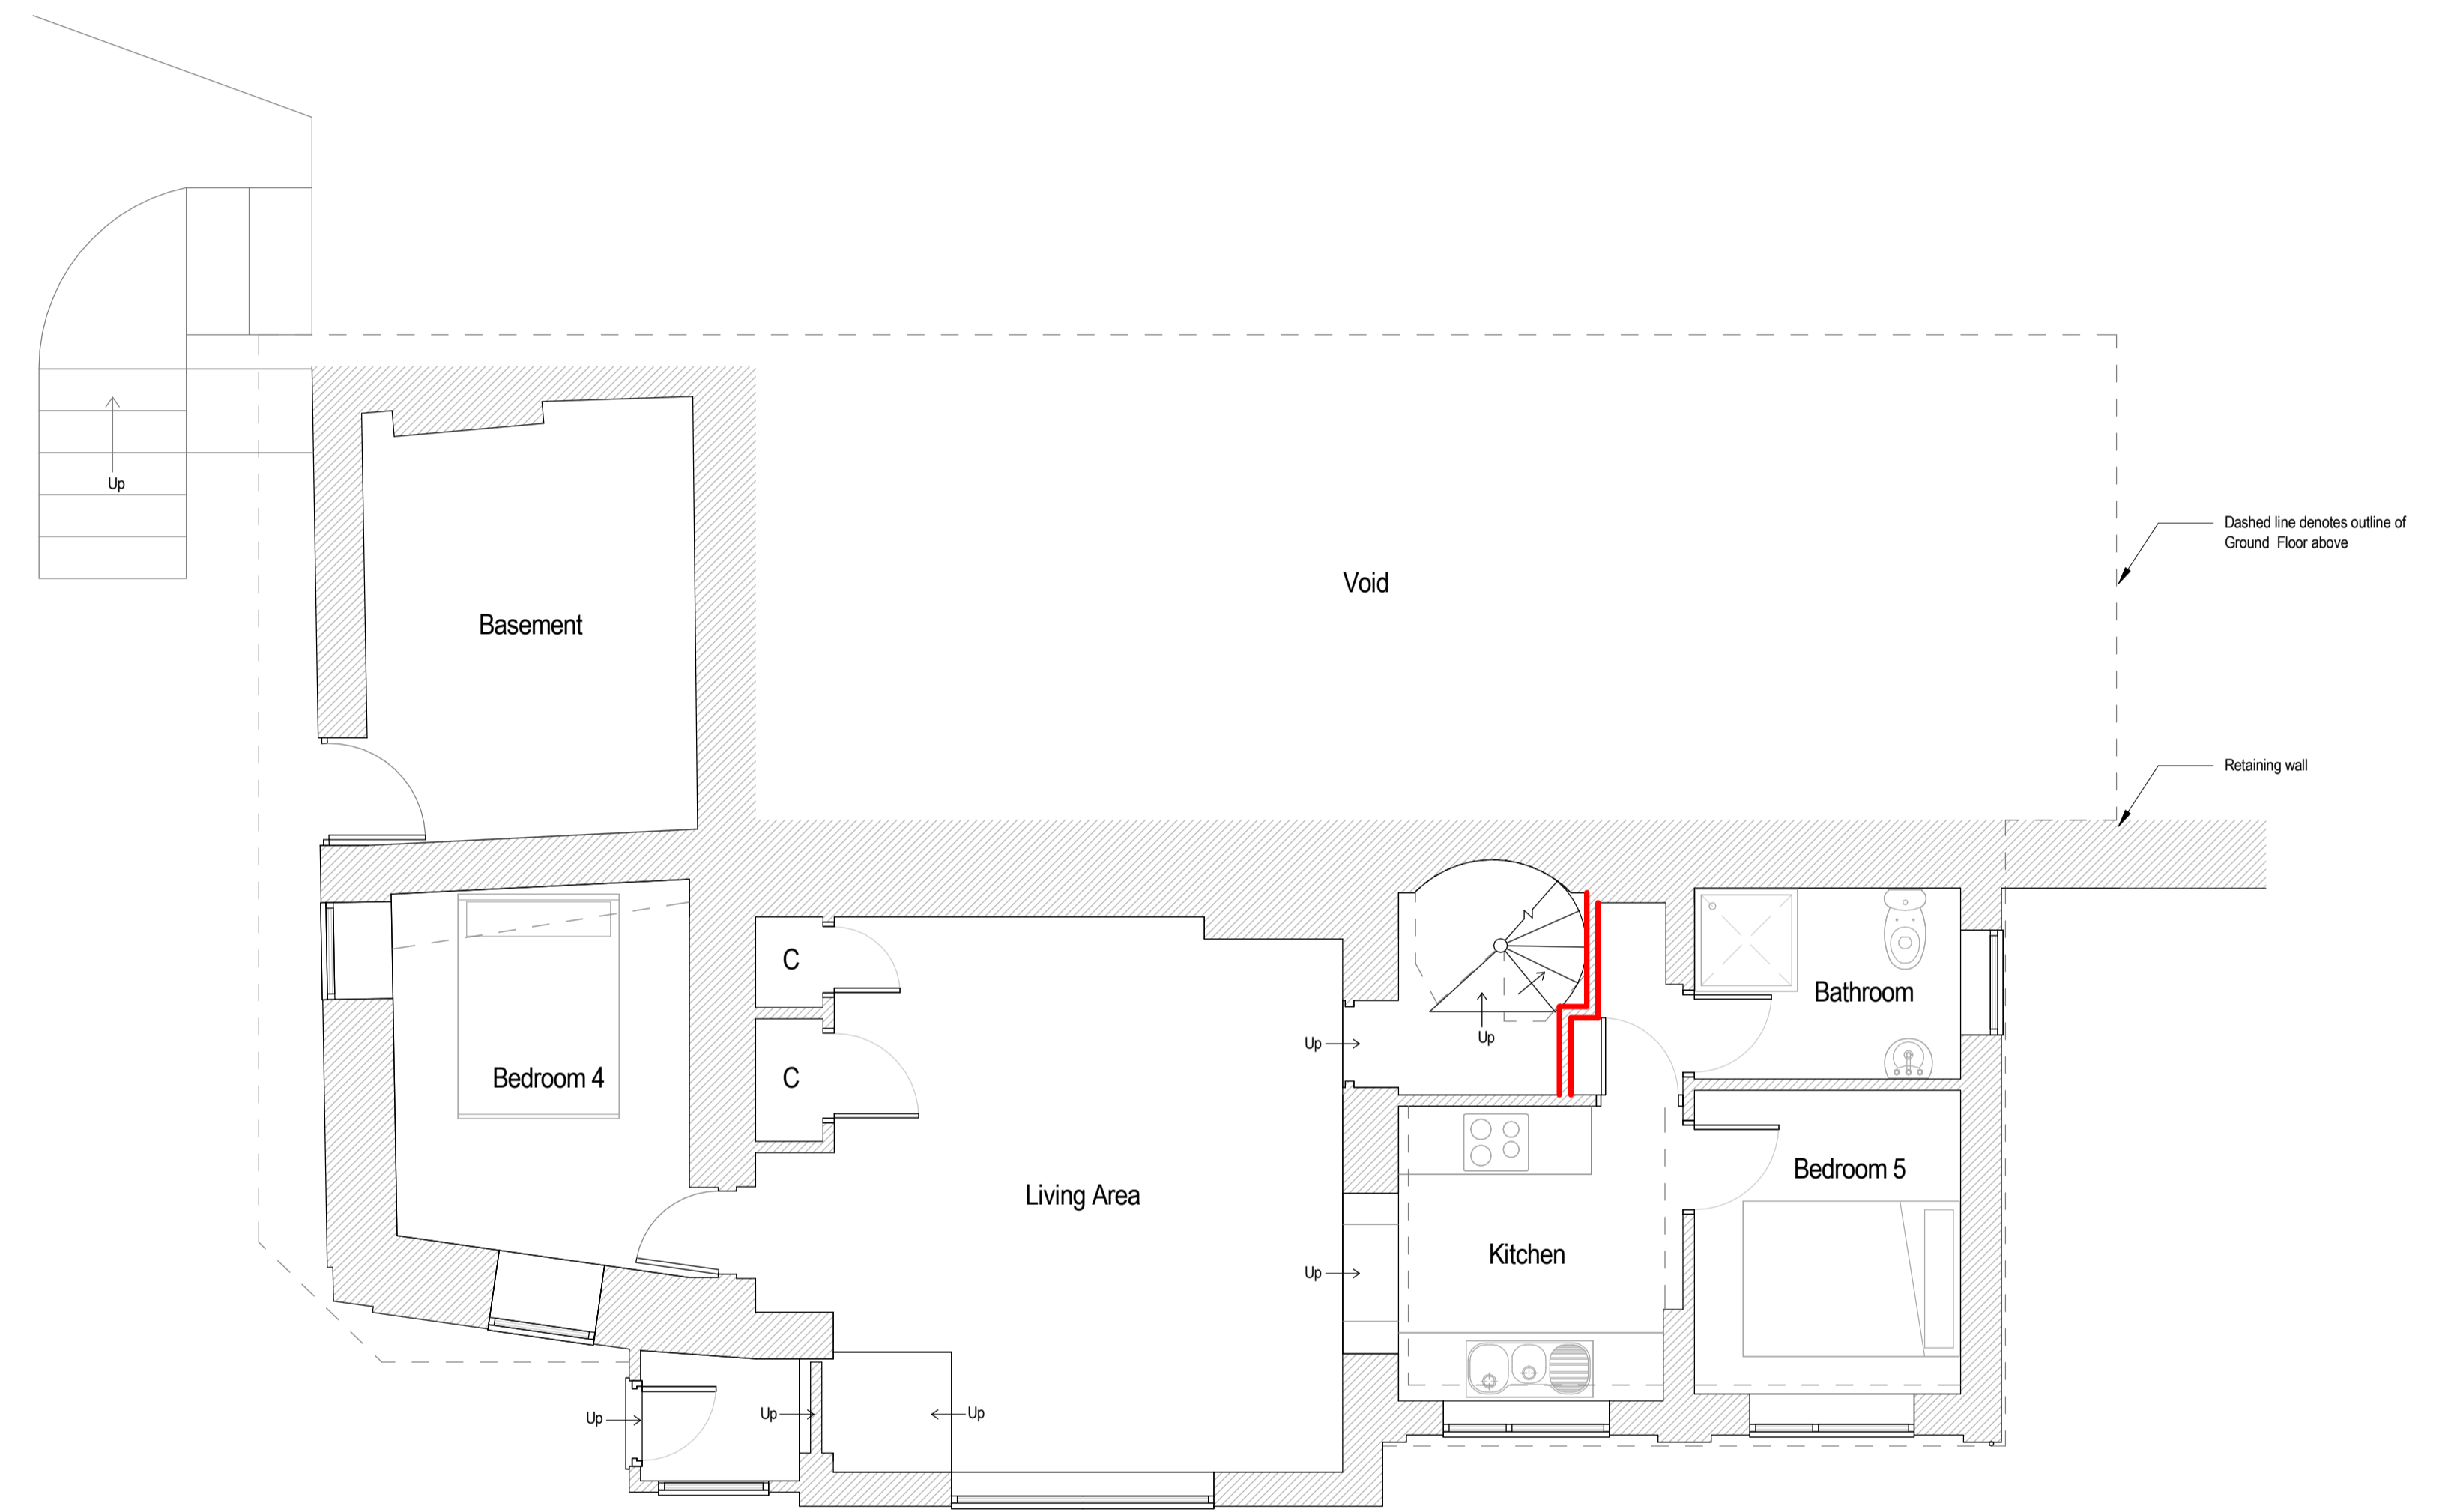 Up
Dashed line denotes outline of
Ground Floor above
Void
Basement
Retaining wall
C
Bathroom
Up
Up
Bedroom 4
C
Bedroom 5
Living Area
Kitchen
Up
Up
Up
Up